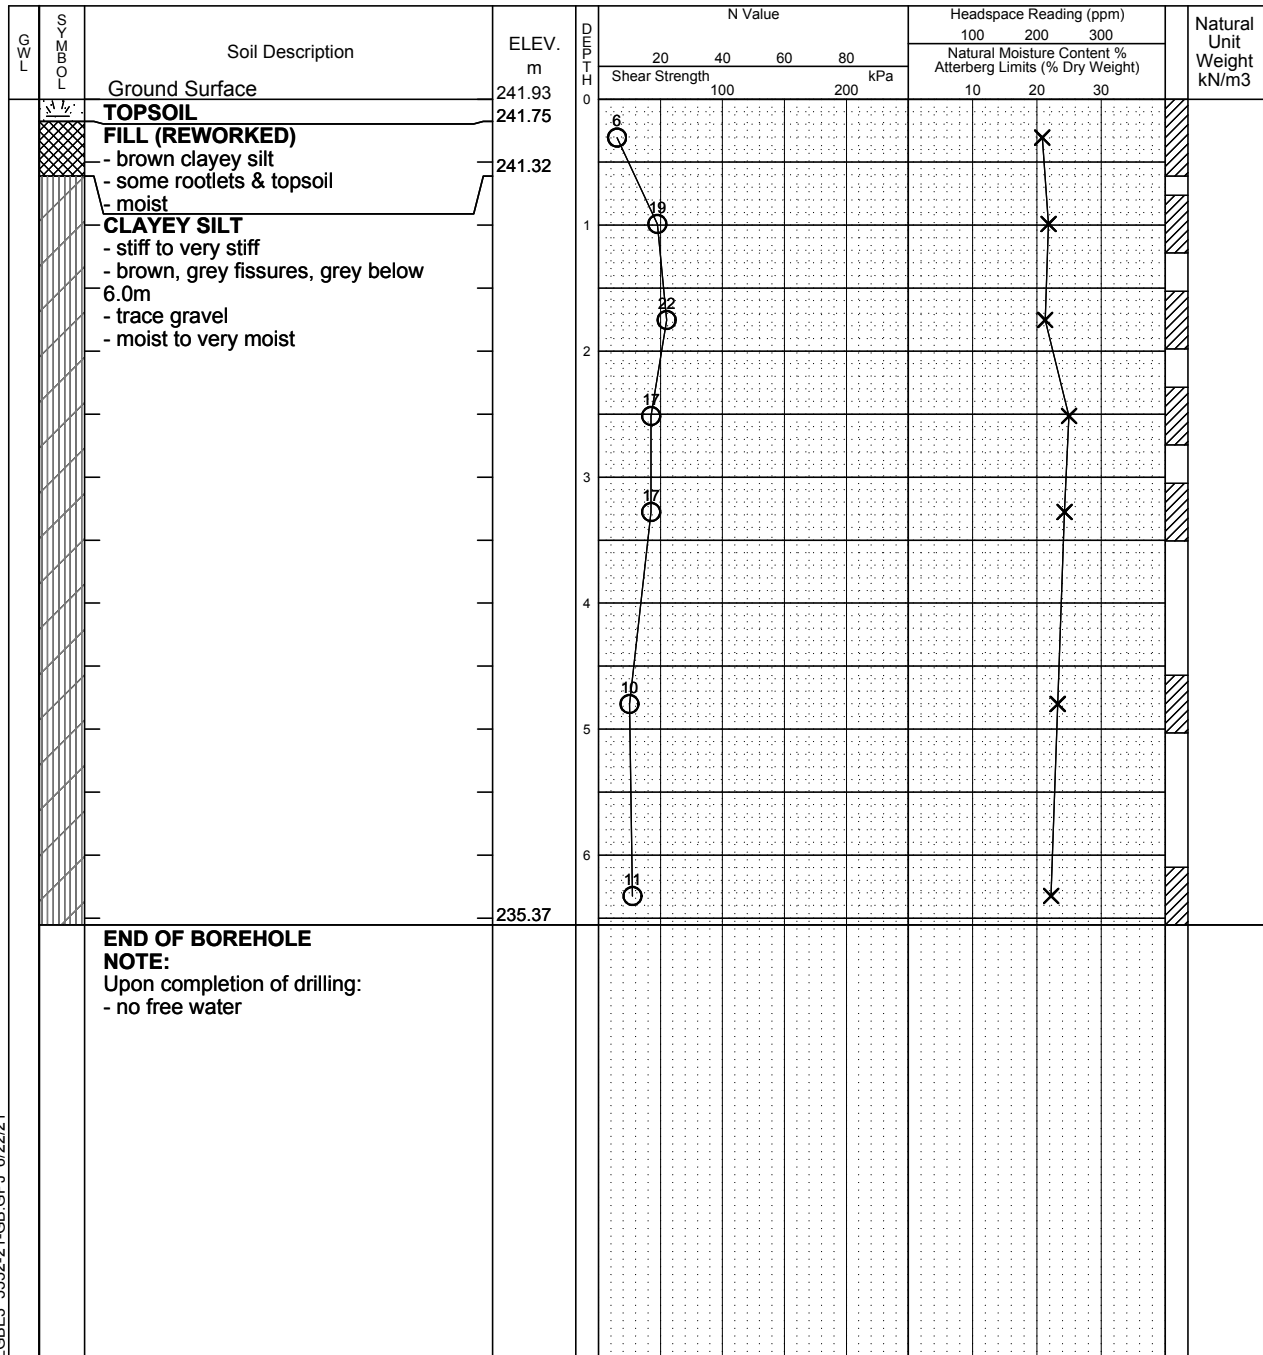 GWL
SYMBOL
Soil Description
Ground Surface
ELEV.
m
DEPTH
N Value
20 40 60 80
Shear Strength kPa
100 200
Headspace Reading (ppm)
100 200 300
Natural Moisture Content %
Atterberg Limits (% Dry Weight)
10 20 30
Natural
Unit
Weight
kN/m3
241.93
0
TOPSOIL
241.75
FILL (REWORKED)
- brown clayey silt
241.32
- some rootlets & topsoil
- moist
CLAYEY SILT
- stiff to very stiff
- brown, grey fissures, grey below
6.0m
- trace gravel
- moist to very moist
235.37
1
2
3
4
5
6
6
19
22
17
17
10
11
END OF BOREHOLE
NOTE:
Upon completion of drilling:
- no free water